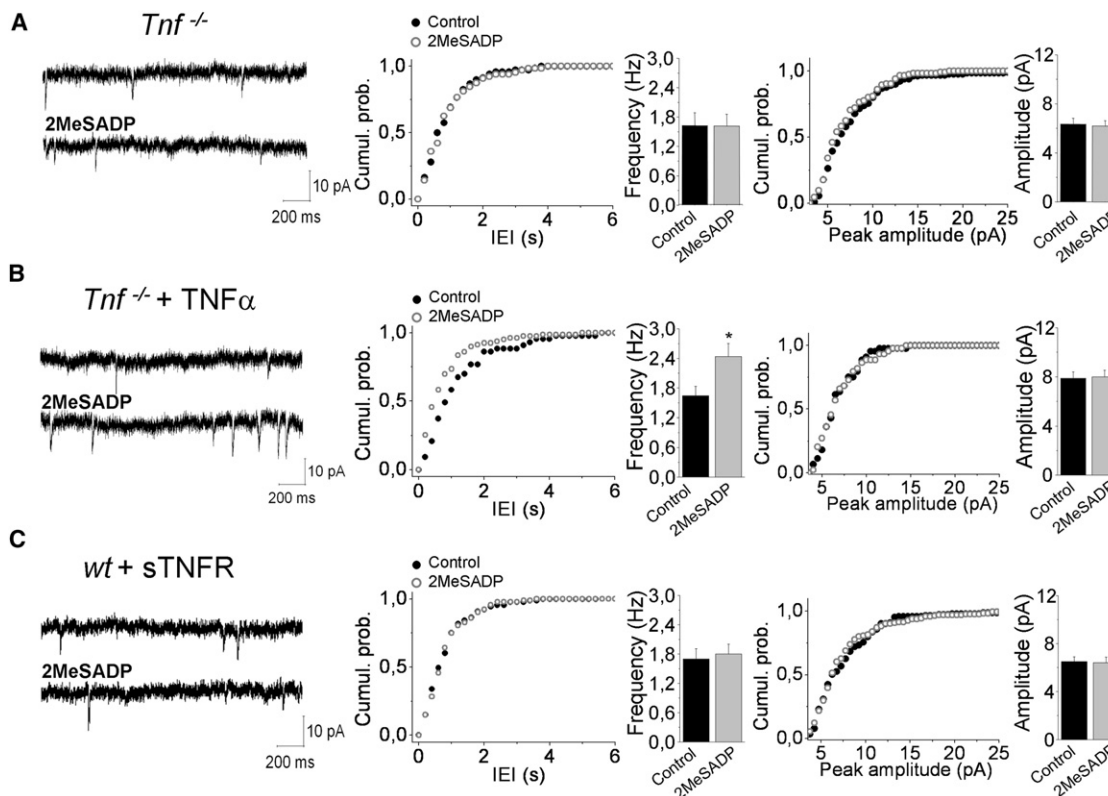 A
Tnf -/-
2MeSADP
10 pA
200 ms
Control
2MeSADP
Cumul. prob.
1,0
0,5
0,0
0 2 4 6
IEI (s)
Frequency (Hz)
3,0
2,4
1,8
1,2
0,6
0,0
Control
2MeSADP
Cumul. prob.
1,0
0,5
0,0
5 10 15 20 25
Peak amplitude (pA)
Amplitude (pA)
12
8
4
0
Control
2MeSADP
B
Tnf -/- + TNFα
2MeSADP
10 pA
200 ms
Control
2MeSADP
Cumul. prob.
1,0
0,5
0,0
0 2 4 6
IEI (s)
Frequency (Hz)
3,0
2,4
1,8
1,2
0,6
0,0
*
Control
2MeSADP
Cumul. prob.
1,0
0,5
0,0
5 10 15 20 25
Peak amplitude (pA)
Amplitude (pA)
12
8
4
0
Control
2MeSADP
C
wt + sTNFR
2MeSADP
10 pA
200 ms
Control
2MeSADP
Cumul. prob.
1,0
0,5
0,0
0 2 4 6
IEI (s)
Frequency (Hz)
3,0
2,4
1,8
1,2
0,6
0,0
Control
2MeSADP
Cumul. prob.
1,0
0,5
0,0
5 10 15 20 25
Peak amplitude (pA)
Amplitude (pA)
12
8
4
0
Control
2MeSADP